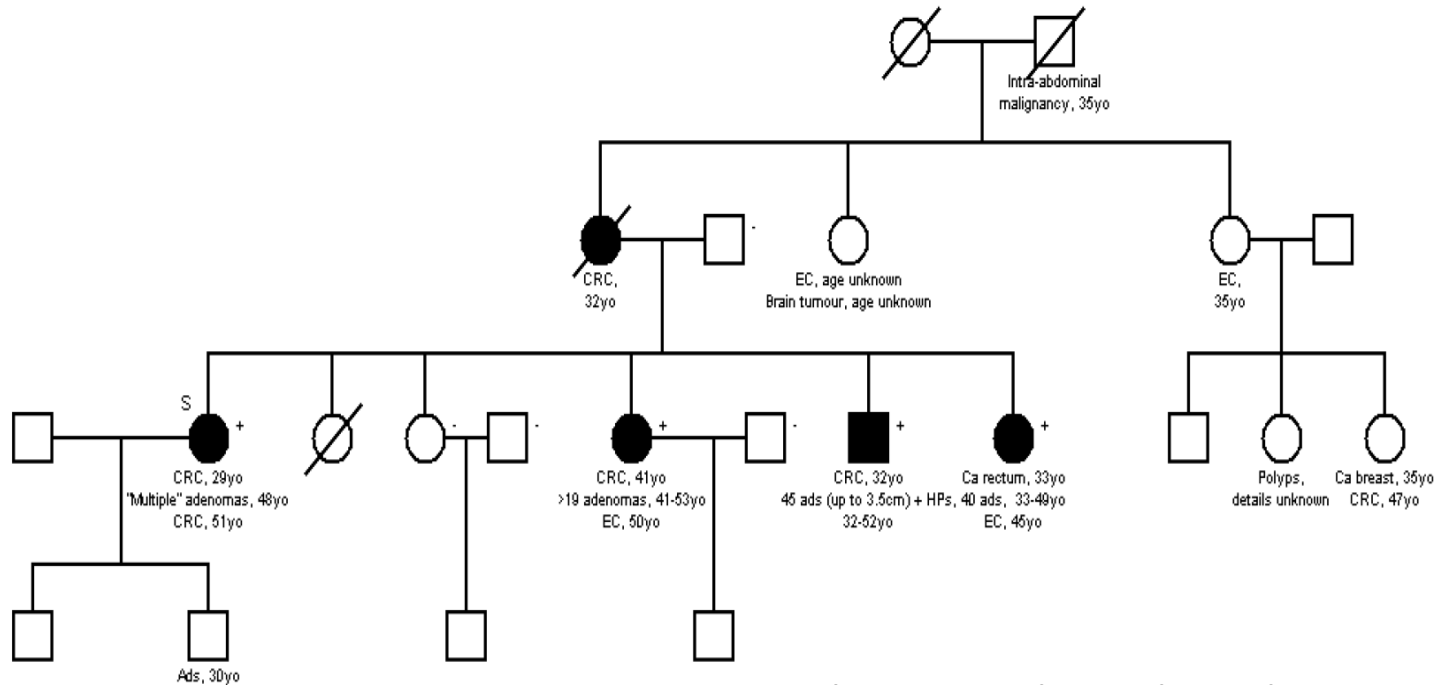 Intra-abdominal
malignancy, 35yo
-
CRC,
32yo
EC, age unknown
Brain tumour, age unknown
EC,
35yo
S
+
-
-
+
-
+
+
CRC, 29yo
"Multiple" adenomas, 48yo
CRC, 51yo
CRC, 41yo
>19 adenomas, 41-53yo
EC, 50yo
CRC, 32yo
45 ads (up to 3.5cm) + HPs,
32-52yo
Ca rectum, 33yo
40 ads, 33-49yo
EC, 45yo
Polyps,
details unknown
Ca breast, 35yo
CRC, 47yo
Ads, 30yo